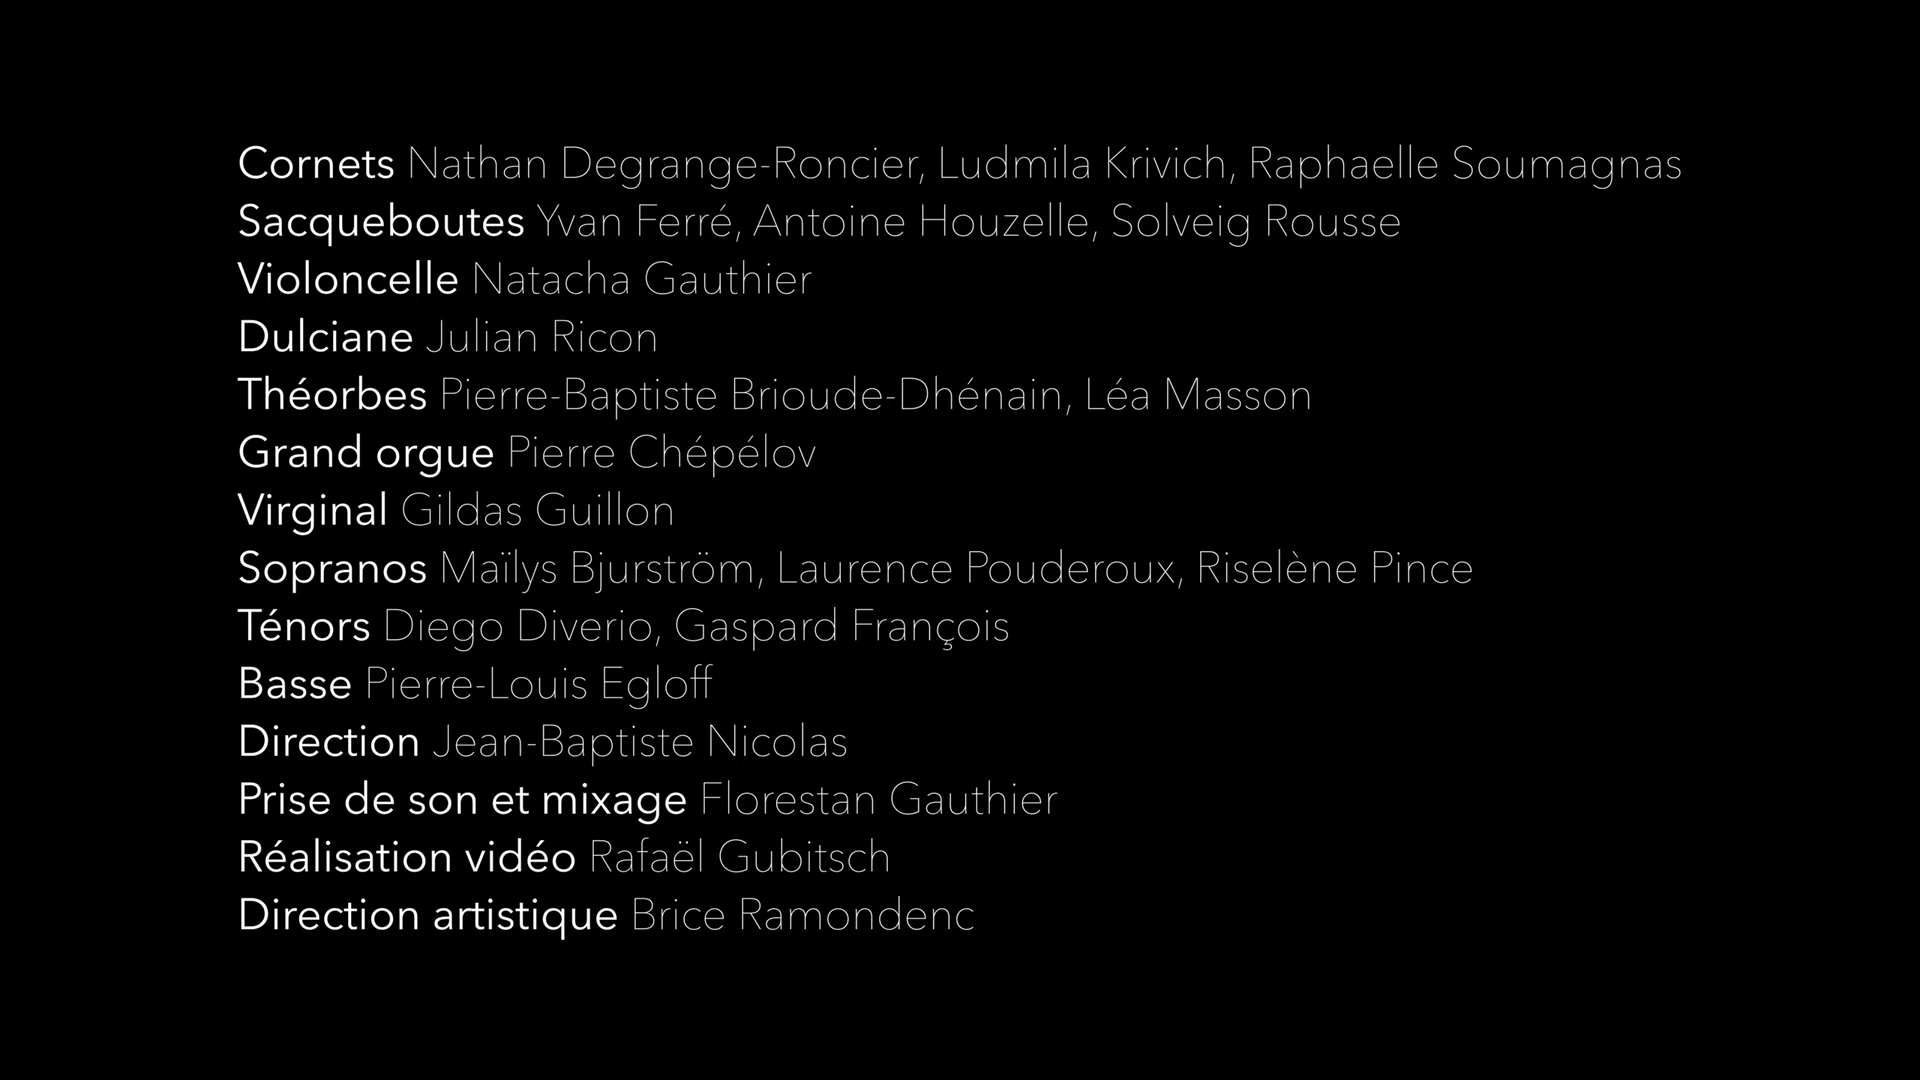 Cornets Nathan Degrange-Roncier, Ludmila Krivich, Raphaelle Soumagnas
Sacqueboutes Yvan Ferré, Antoine Houzelle, Solveig Rousse
Violoncelle Natacha Gauthier
Dulciane Julian Ricon
Théorbes Pierre-Baptiste Brioude-Dhénain, Léa Masson
Grand orgue Pierre Chépélov
Virginal Gildas Guillon
Sopranos Maïlys Bjurström, Laurence Pouderoux, Riselène Pince
Ténors Diego Diverio, Gaspard François
Basse Pierre-Louis Egloff
Direction Jean-Baptiste Nicolas
Prise de son et mixage Florestan Gauthier
Réalisation vidéo Rafaël Gubitsch
Direction artistique Brice Ramondenc